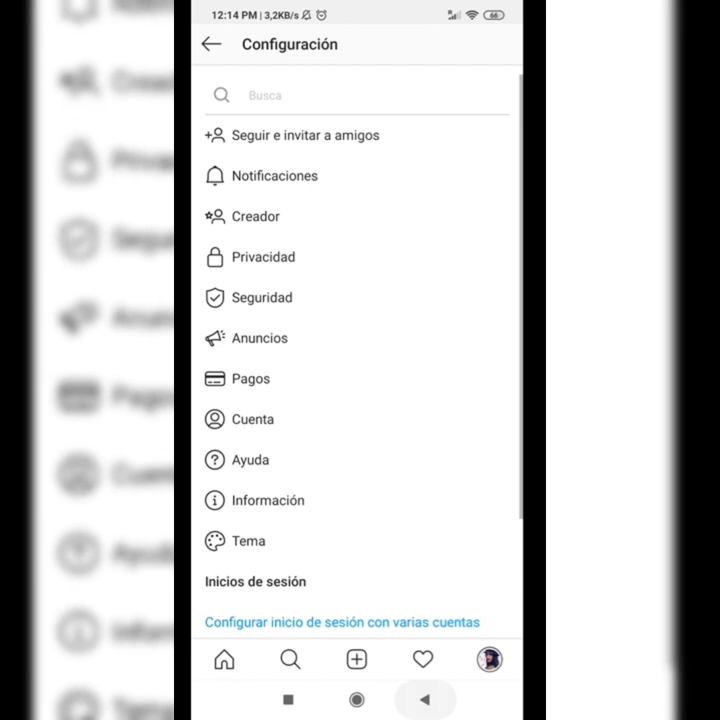 12:14 PM | 3,2KB/s
66
Configuración
Busca
Seguir e invitar a amigos
Notificaciones
Creador
Privacidad
Seguridad
Anuncios
Pagos
Cuenta
Ayuda
Información
Tema
Inicios de sesión
Configurar inicio de sesión con varias cuentas